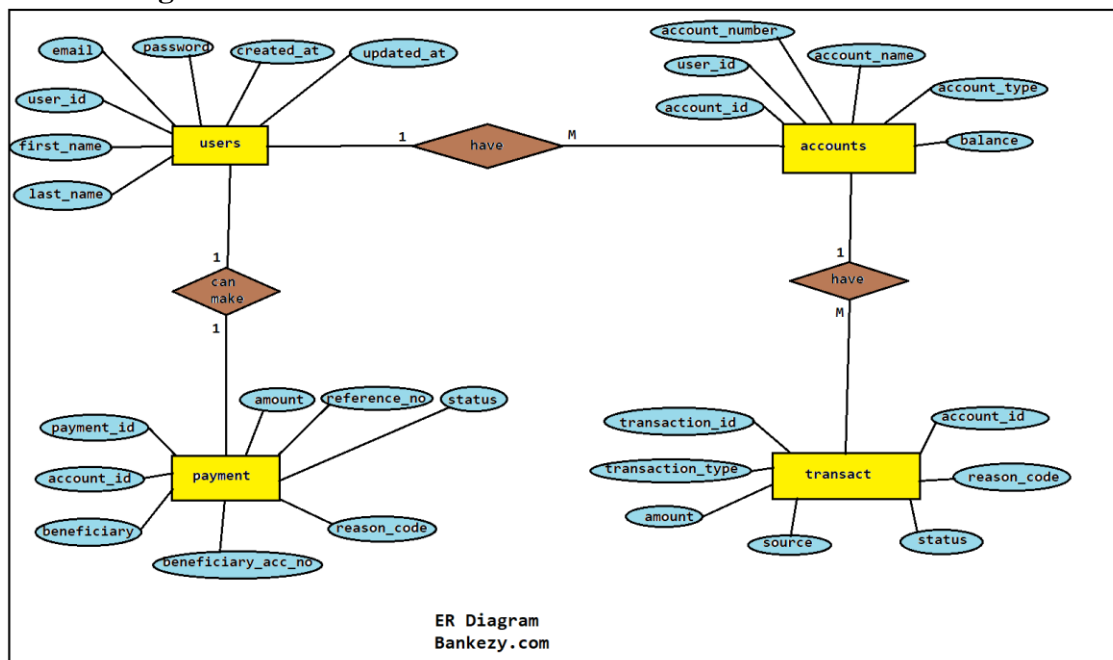 email
password
created_at
updated_at
user_id
first_name
last_name
users
1
have
M
account_number
user_id
account_name
account_id
account_type
accounts
balance
1
can
make
1
1
have
M
amount
reference_no
status
payment_id
account_id
payment
beneficiary
reason_code
beneficiary_acc_no
transaction_id
account_id
transaction_type
transact
reason_code
amount
source
status
ER Diagram
Bankezy.com